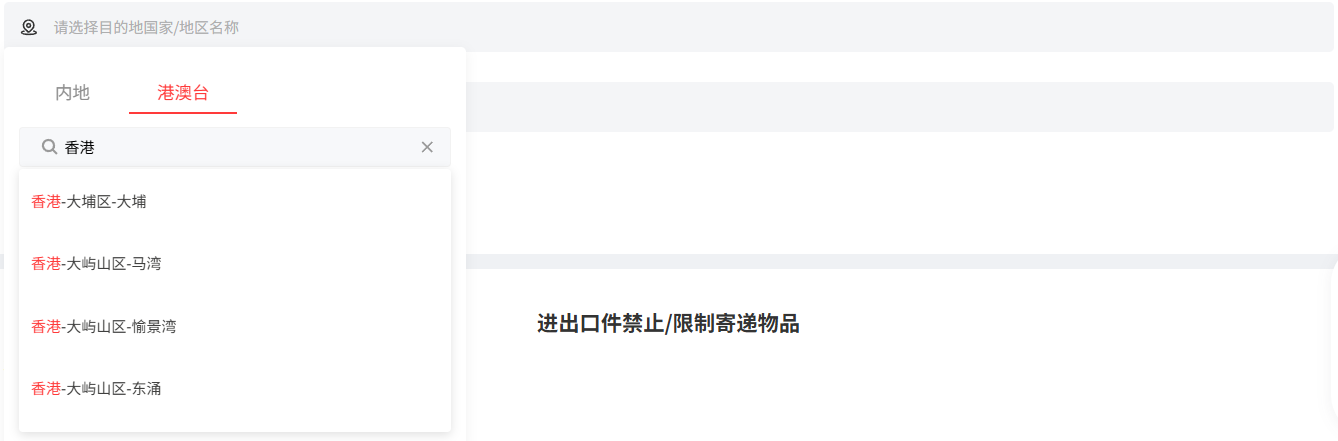 请选择目的地国家/地区名称
内地
港澳台
香港
香港-大埔区-大埔
香港-大屿山区-马湾
香港-大屿山区-愉景湾
香港-大屿山区-东涌
进出口件禁止/限制寄递物品